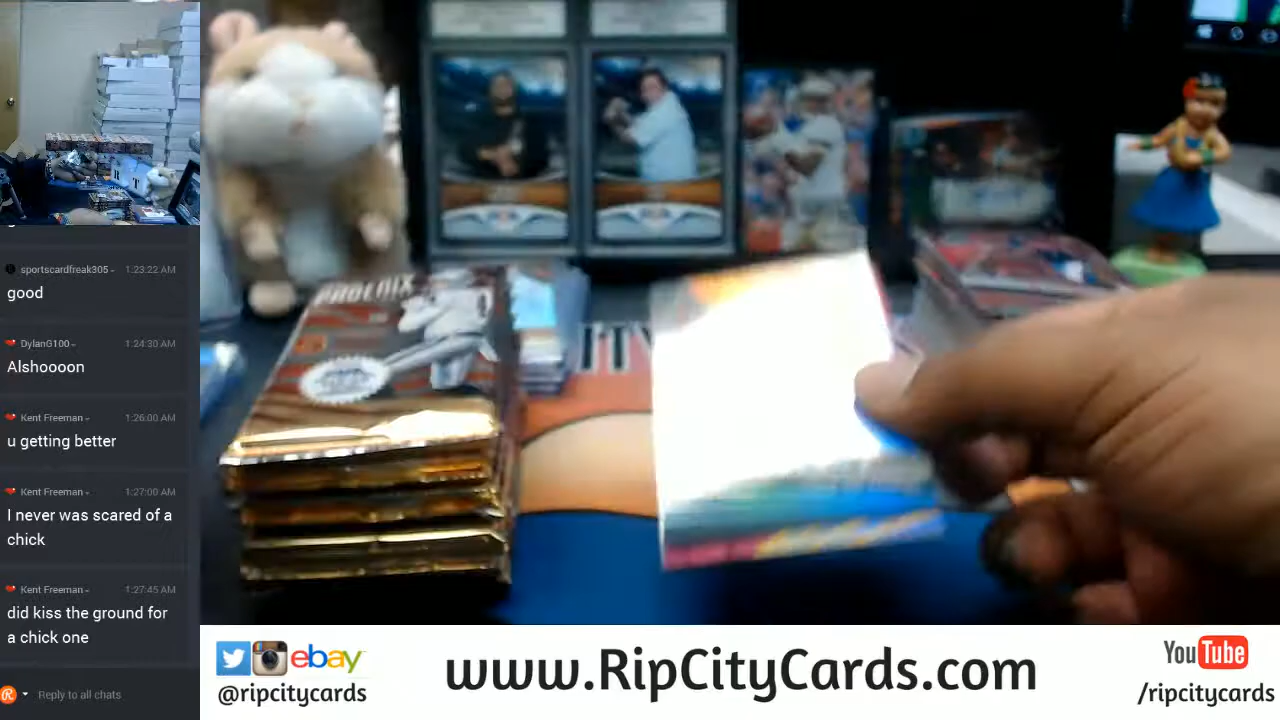 sportscardfreak305
1:23:22 AM
good
DylanG100
1:24:30 AM
Alshoooon
Kent Freeman
1:26:00 AM
u getting better
Kent Freeman
1:27:00 AM
I never was scared of a
chick
Kent Freeman
1:27:45 AM
did kiss the ground for
a chick one
Reply to all chats
PHOENIX
ITY
ebay
@ripcitycards
www.RipCityCards.com
YouTube
/ripcitycards